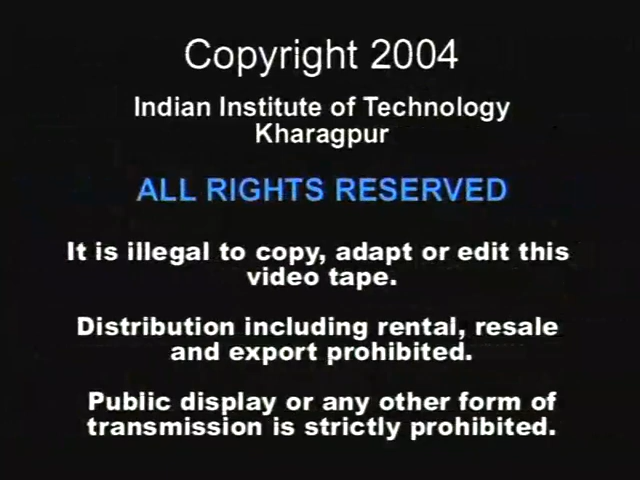 Copyright 2004
Indian Institute of Technology
Kharagpur
ALL RIGHTS RESERVED
It is illegal to copy, adapt or edit this
video tape.
Distribution including rental, resale
and export prohibited.
Public display or any other form of
transmission is strictly prohibited.